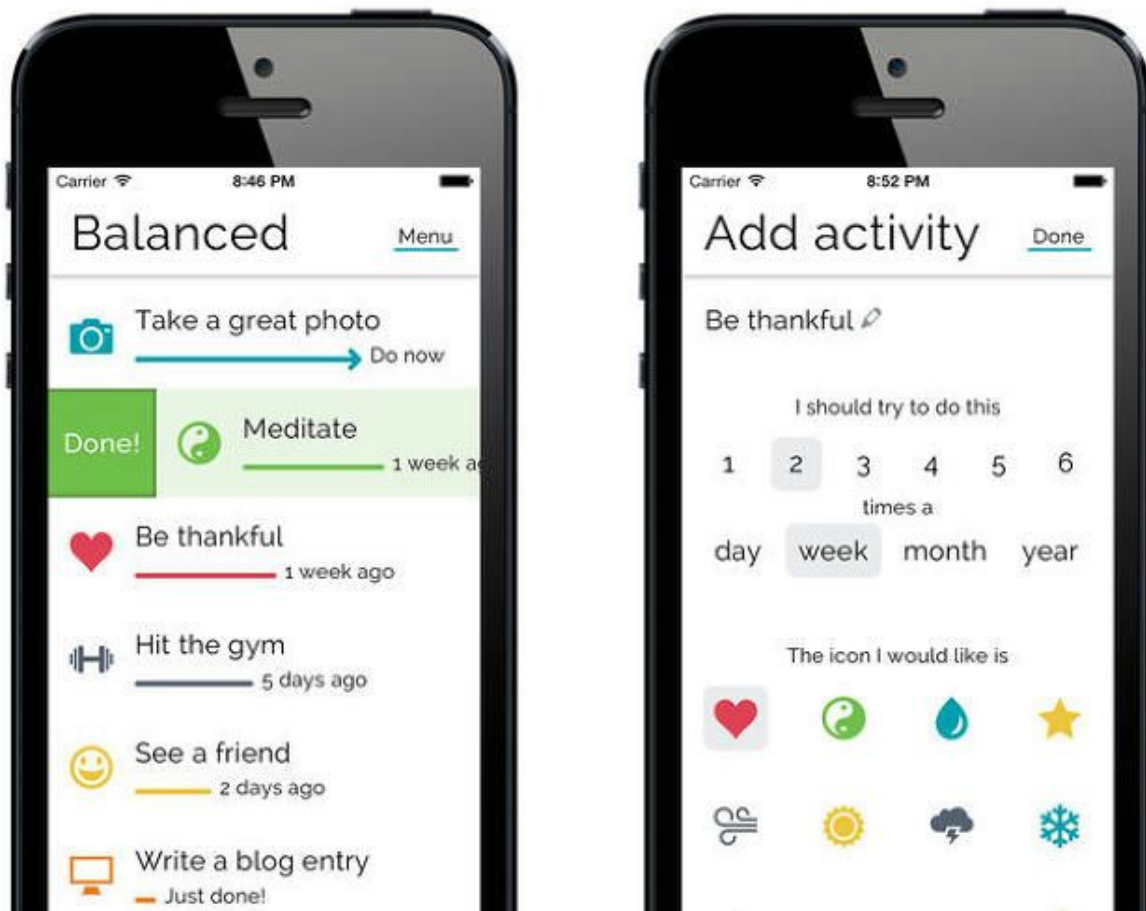 Carrier 8:46 PM
Balanced Menu
Take a great photo
Do now
Done! Meditate
1 week
Be thankful
1 week ago
Hit the gym
5 days ago
See a friend
2 days ago
Write a blog entry
Just done!
Carrier 8:52 PM
Add activity Done
Be thankful
I should try to do this
1 2 3 4 5 6
times a
day week month year
The icon I would like is